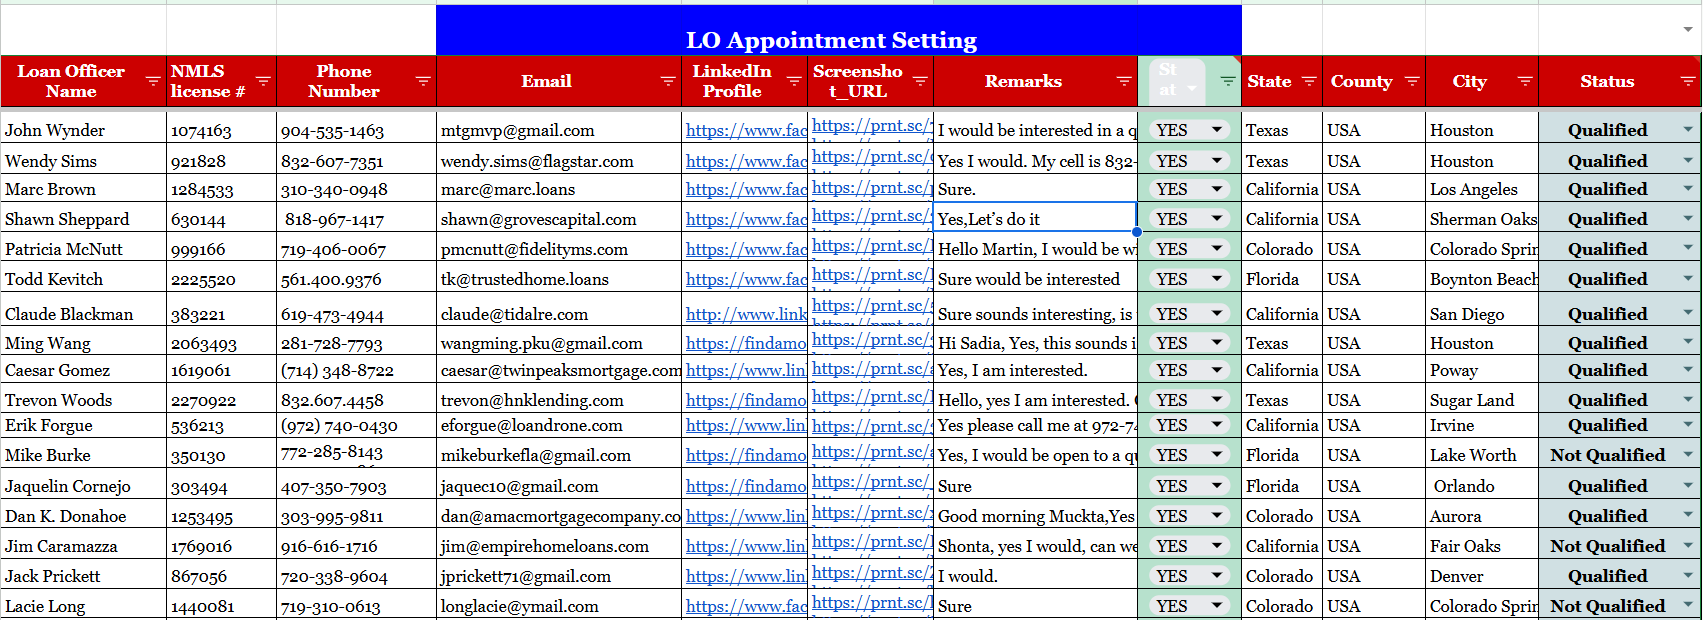 LO Appointment Setting
Loan Officer Name NMLS license # Phone Number Email LinkedIn Profile Screenshot_URL Remarks Stat State County City Status
John Wynder 1074163 904-535-1463 mtgmvp@gmail.com https://www.fac https://prnt.sc/ I would be interested in a q YES Texas USA Houston Qualified
Wendy Sims 921828 832-607-7351 wendy.sims@flagstar.com https://www.fac https://prnt.sc/ Yes I would. My cell is 832- YES Texas USA Houston Qualified
Marc Brown 1284533 310-340-0948 marc@marc.loans https://www.fac https://prnt.sc/ Sure. YES California USA Los Angeles Qualified
Shawn Sheppard 630144 818-967-1417 shawn@grovescapital.com https://www.fac https://prnt.sc/ Yes,Let’s do it YES California USA Sherman Oaks Qualified
Patricia McNutt 999166 719-406-0067 pmcnutt@fidelityms.com https://www.fac https://prnt.sc/ Hello Martin, I would be w YES Colorado USA Colorado Sprin Qualified
Todd Kevitch 2225520 561.400.9376 tk@trustedhome.loans https://www.fac https://prnt.sc/ Sure would be interested YES Florida USA Boynton Beach Qualified
Claude Blackman 383221 619-473-4944 claude@tidalre.com http://www.link https://prnt.sc/ Sure sounds interesting, is YES California USA San Diego Qualified
Ming Wang 2063493 281-728-7793 wangming.pku@gmail.com https://findamo https://prnt.sc/ Hi Sadia, Yes, this sounds i YES Texas USA Houston Qualified
Caesar Gomez 1619061 (714) 348-8722 caesar@twinpeaksmortgage.com https://www.lin https://prnt.sc/ Yes, I am interested. YES California USA Poway Qualified
Trevon Woods 2270922 832.607.4458 trevon@hnklending.com https://findamo https://prnt.sc/ Hello, yes I am interested. YES Texas USA Sugar Land Qualified
Erik Forgue 536213 (972) 740-0430 eforgue@loandrone.com https://www.lin https://prnt.sc/ Yes please call me at 972-74 YES California USA Irvine Qualified
Mike Burke 350130 772-285-8143 mikeburkefla@gmail.com https://findamo https://prnt.sc/ Yes, I would be open to a qu YES Florida USA Lake Worth Not Qualified
Jaquelin Cornejo 303494 407-350-7903 jaquec10@gmail.com https://findamo https://prnt.sc/ Sure YES Florida USA Orlando Qualified
Dan K. Donahoe 1253495 303-995-9811 dan@amacmortgagecompany.co https://www.lin https://prnt.sc/ Good morning Muckta,Yes YES Colorado USA Aurora Qualified
Jim Caramazza 1769016 916-616-1716 jim@empirehomeloans.com https://www.lin https://prnt.sc/ Shonta, yes I would, can we YES California USA Fair Oaks Not Qualified
Jack Prickett 867056 720-338-9604 jprickett71@gmail.com https://www.lin https://prnt.sc/ I would. YES Colorado USA Denver Qualified
Lacie Long 1440081 719-310-0613 longlacie@ymail.com https://www.fac https://prnt.sc/ Sure YES Colorado USA Colorado Sprin Not Qualified